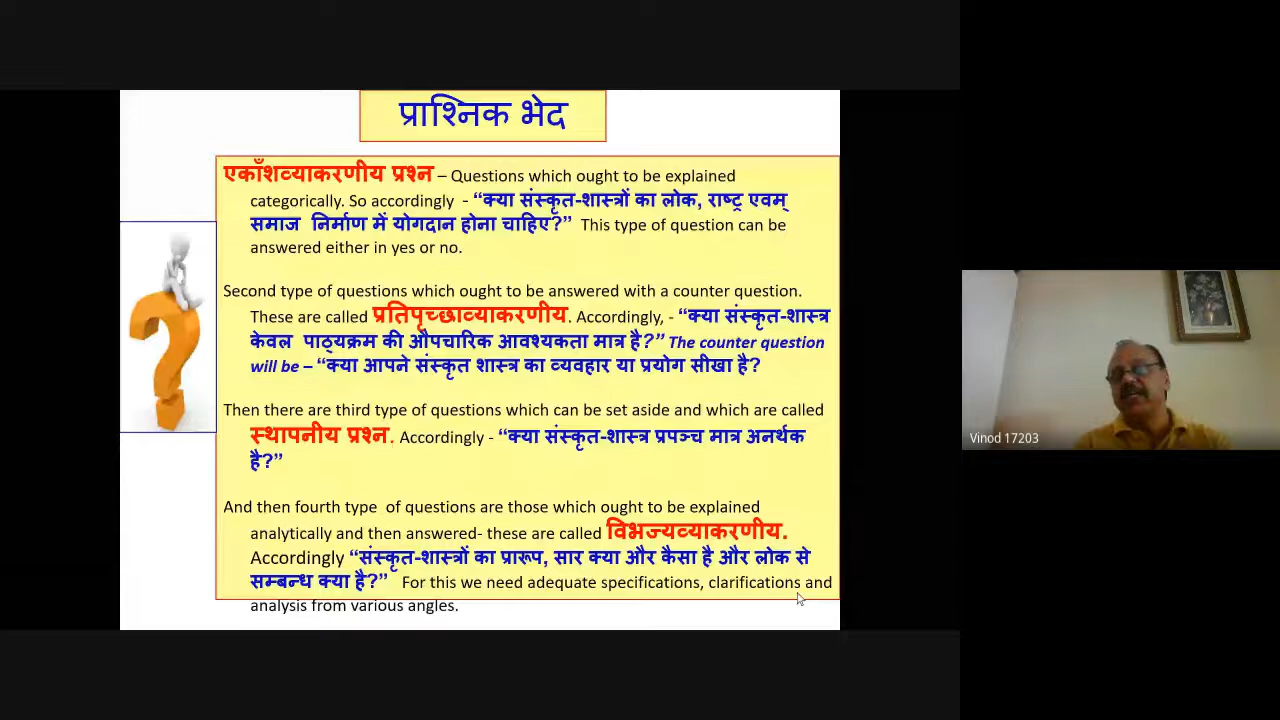 प्राश्निक भेद
एकाँशव्याकरणीय प्रश्न – Questions which ought to be explained
categorically. So accordingly - “क्या संस्कृत-शास्त्रों का लोक, राष्ट्र एवम्
समाज निर्माण में योगदान होना चाहिए?” This type of question can be
answered either in yes or no.
Second type of questions which ought to be answered with a counter question.
These are called प्रतिपृच्छाव्याकरणीय. Accordingly, - “क्या संस्कृत-शास्त्र
केवल पाठ्यक्रम की औपचारिक आवश्यकता मात्र है?” The counter question
will be – “क्या आपने संस्कृत शास्त्र का व्यवहार या प्रयोग सीखा है?
Then there are third type of questions which can be set aside and which are called
स्थापनीय प्रश्न. Accordingly - “क्या संस्कृत-शास्त्र प्रपञ्च मात्र अनर्थक
है?”
And then fourth type of questions are those which ought to be explained
analytically and then answered- these are called विभज्यव्याकरणीय.
Accordingly “संस्कृत-शास्त्रों का प्रारूप, सार क्या और कैसा है और लोक से
सम्बन्ध क्या है?” For this we need adequate specifications, clarifications and
analysis from various angles.
Vinod 17203